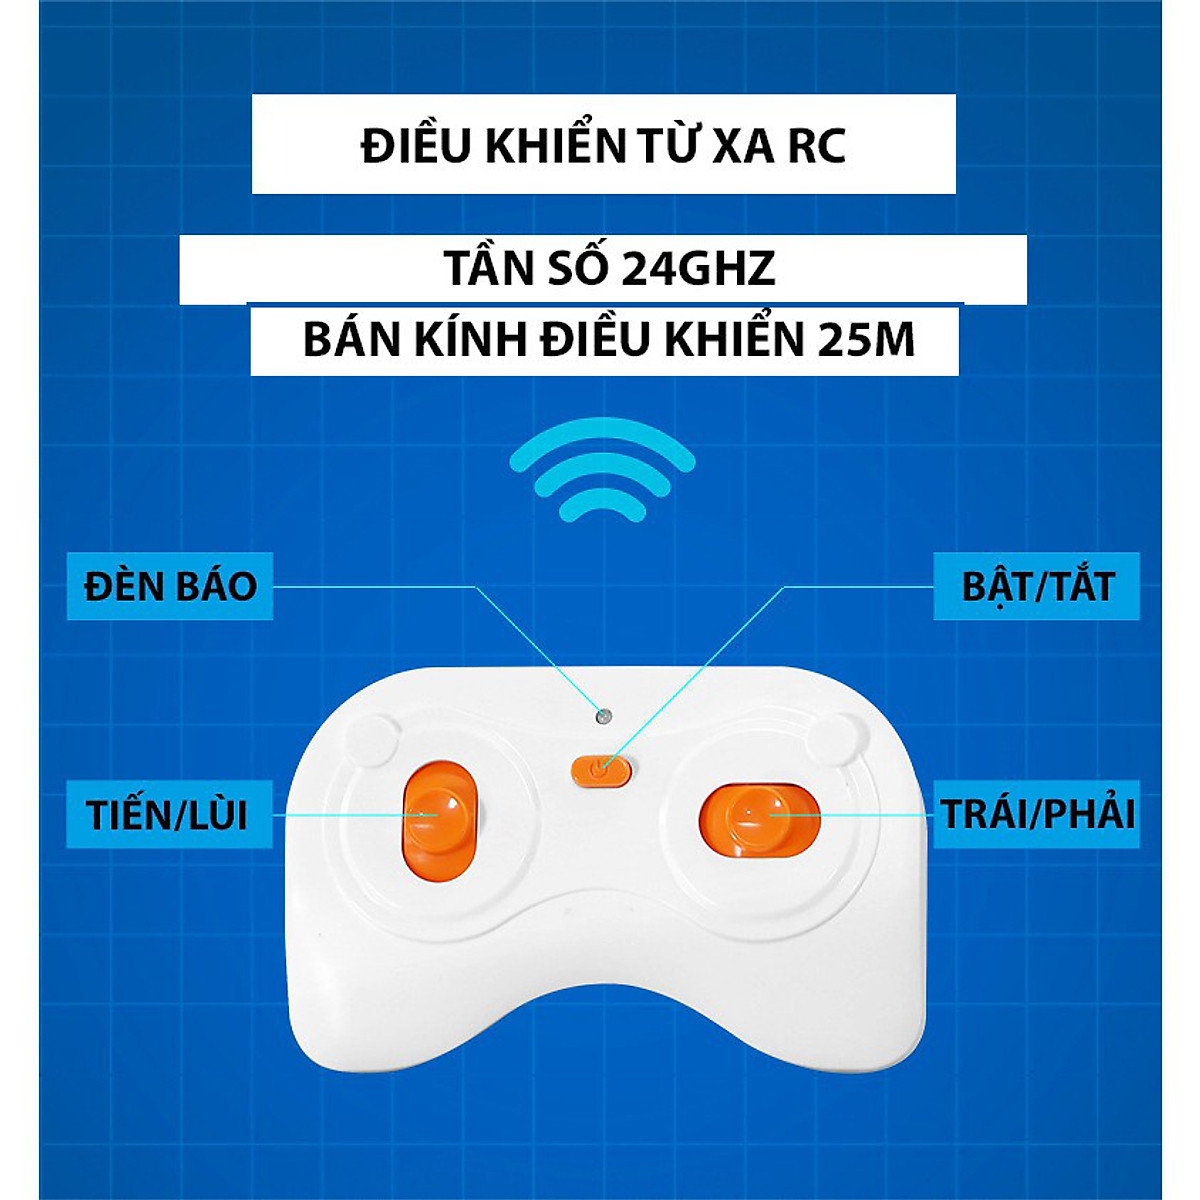 ĐIỀU KHIỂN TỪ XA RC
TẦN SỐ 24GHZ
BÁN KÍNH ĐIỀU KHIỂN 25M
ĐÈN BÁO
BẬT/TẮT
TIẾN/LÙI
TRÁI/PHẢI